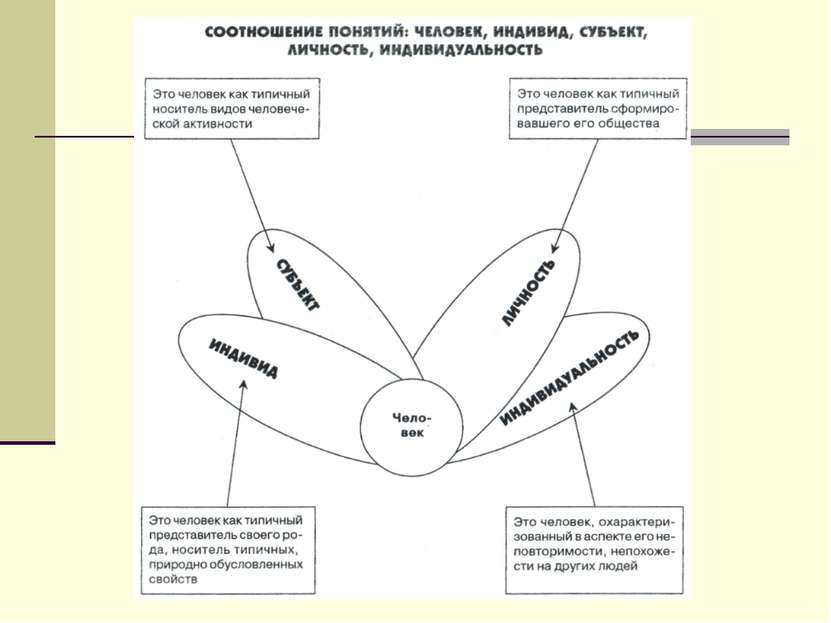 СООТНОШЕНИЕ ПОНЯТИЙ: ЧЕЛОВЕК, ИНДИВИД, СУБЪЕКТ,
ЛИЧНОСТЬ, ИНДИВИДУАЛЬНОСТЬ
Это человек как типичный
носитель видов человече-
ской активности
Это человек как типичный
представитель сформиро-
вавшего его общества
СУБЪЕКТ
ЛИЧНОСТЬ
ИНДИВИД
ИНДИВИДУАЛЬНОСТЬ
Чело-
век
Это человек как типичный
представитель своего ро-
да, носитель типичных,
природно обусловленных
свойств
Это человек, охарактери-
зованный в аспекте его не-
повторимости, непохоже-
сти на других людей